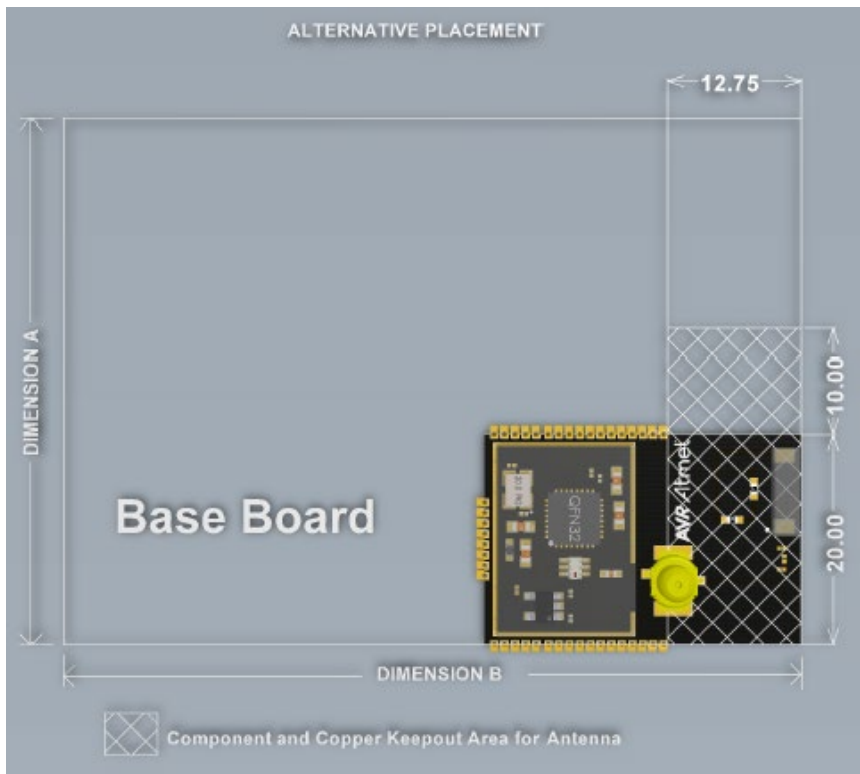 ALTERNATIVE PLACEMENT
12.75
DIMENSION A
10.00
AVR Atmel
QFN32
20.00
Base Board
DIMENSION B
Component and Copper Keepout Area for Antenna